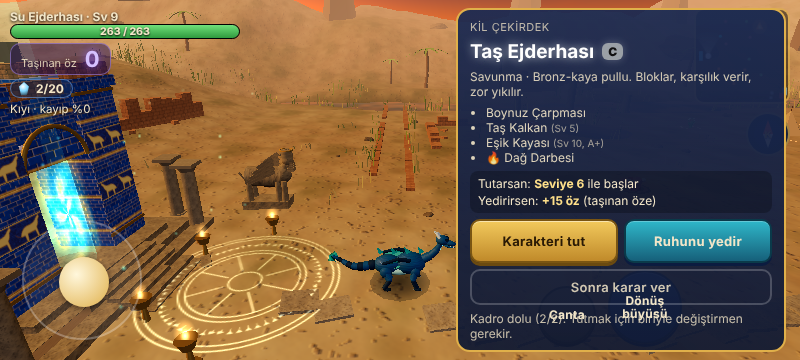 Su Ejderhası · Sv 9
263 / 263
Taşınan öz 0
2/20
Kıyı · kayıp %0
KİL ÇEKİRDEK
Taş Ejderhası C
Savunma · Bronz-kaya pullu. Bloklar, karşılık verir,
zor yıkılır.
• Boynuz Çarpması
• Taş Kalkan (Sv 5)
• Eşik Kayası (Sv 10, A+)
• 🔥 Dağ Darbesi
Tutarsan: Seviye 6 ile başlar
Yedirirsen: +15 öz (taşınan öze)
Karakteri tut
Ruhunu yedir
Sonra karar ver
Çanta
Dönüş
büyüsü
Kadro dolu (2/2). Tutmak için biriyle değiştirmen
gerekir.